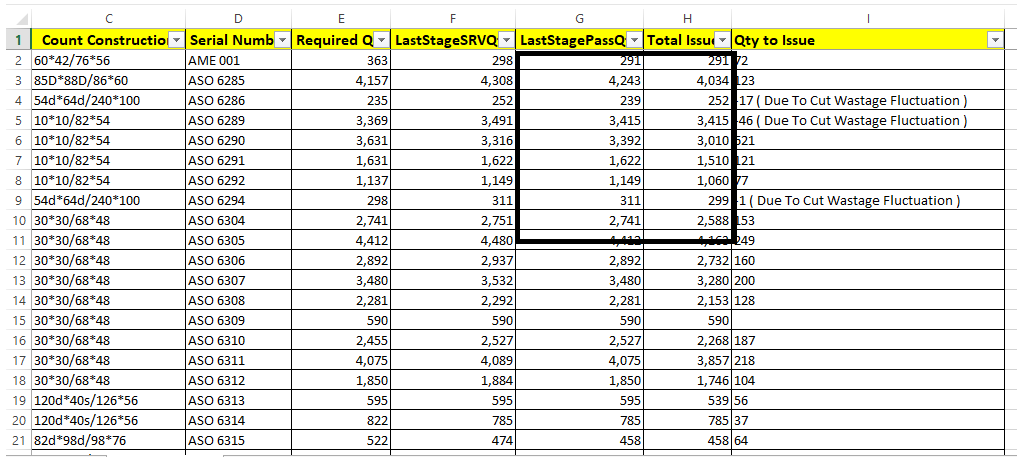 C D E F G H I
1 Count Constructio Serial Numb Required Q LastStageSRVQ LastStagePassQ Total Issue Qty to Issue
2 60*42/76*56 AME 001 363 298 291 291 72
3 85D*88D/86*60 ASO 6285 4,157 4,308 4,243 4,034 123
4 54d*64d/240*100 ASO 6286 235 252 239 252 -17 ( Due To Cut Wastage Fluctuation )
5 10*10/82*54 ASO 6289 3,369 3,491 3,415 3,415 -46 ( Due To Cut Wastage Fluctuation )
6 10*10/82*54 ASO 6290 3,631 3,316 3,392 3,010 621
7 10*10/82*54 ASO 6291 1,631 1,622 1,622 1,510 121
8 10*10/82*54 ASO 6292 1,137 1,149 1,149 1,060 77
9 54d*64d/240*100 ASO 6294 298 311 311 299 -1 ( Due To Cut Wastage Fluctuation )
10 30*30/68*48 ASO 6304 2,741 2,751 2,741 2,588 153
11 30*30/68*48 ASO 6305 4,412 4,480 4,412 4,163 249
12 30*30/68*48 ASO 6306 2,892 2,937 2,892 2,732 160
13 30*30/68*48 ASO 6307 3,480 3,532 3,480 3,280 200
14 30*30/68*48 ASO 6308 2,281 2,292 2,281 2,153 128
15 30*30/68*48 ASO 6309 590 590 590 590
16 30*30/68*48 ASO 6310 2,455 2,527 2,527 2,268 187
17 30*30/68*48 ASO 6311 4,075 4,089 4,075 3,857 218
18 30*30/68*48 ASO 6312 1,850 1,884 1,850 1,746 104
19 120d*40s/126*56 ASO 6313 595 595 595 539 56
20 120d*40s/126*56 ASO 6314 822 785 785 785 37
21 82d*98d/98*76 ASO 6315 522 474 458 458 64